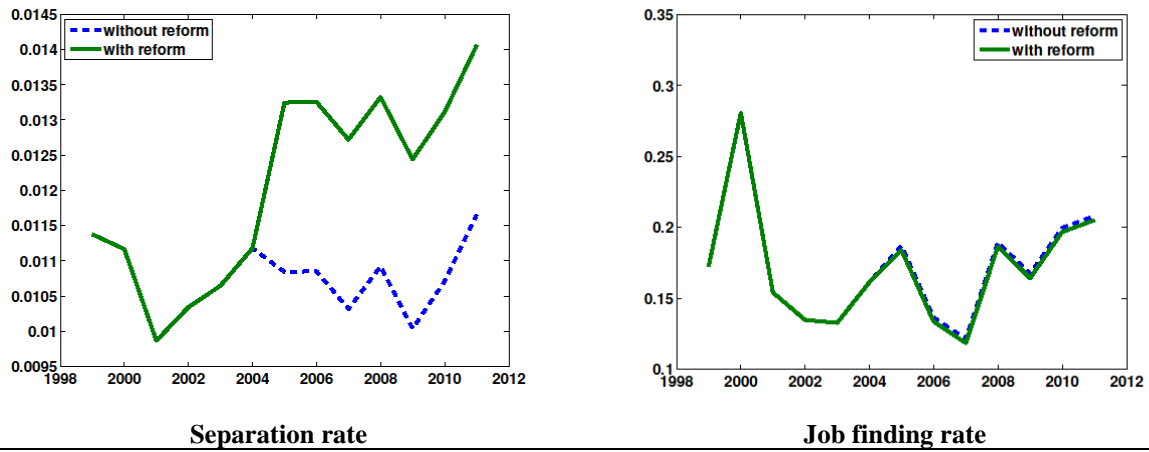 0.0145
0.014
0.0135
0.013
0.0125
0.012
0.0115
0.011
0.0105
0.01
0.0095
1998 2000 2002 2004 2006 2008 2010 2012
without reform
with reform
Separation rate
0.35
0.3
0.25
0.2
0.15
0.1
1998 2000 2002 2004 2006 2008 2010 2012
without reform
with reform
Job finding rate